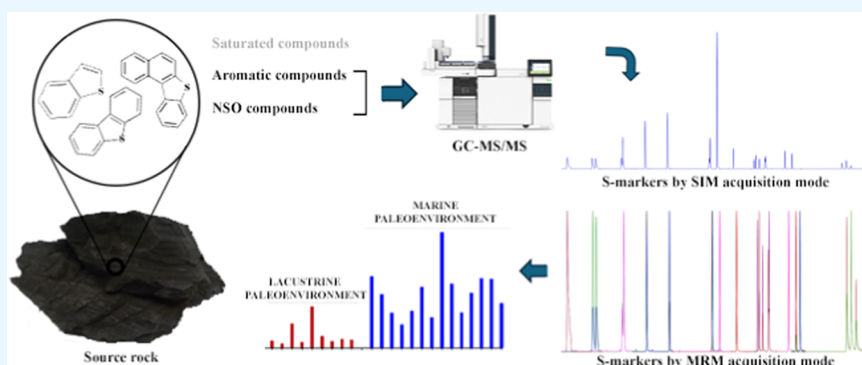 Saturated compounds
Aromatic compounds
NSO compounds
S
S
S
GC-MS/MS
S-markers by SIM acquisition mode
MARINE
PALEOENVIRONMENT
LACUSTRINE
PALEOENVIRONMENT
Source rock
S-markers by MRM acquisition mode